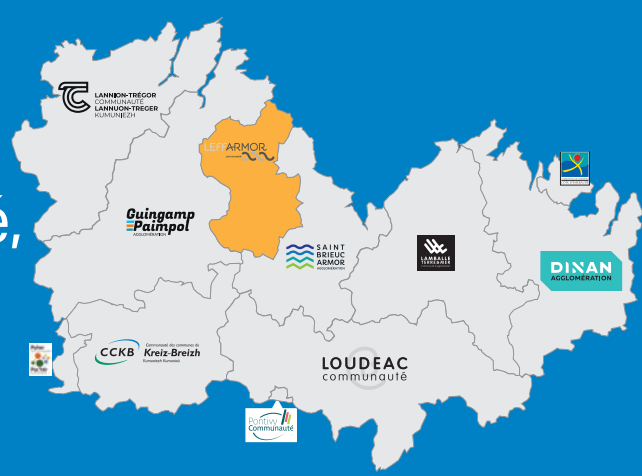 LANNION-TRÉGOR
COMMUNAUTÉ
LANNUON-TREGER
KUMUNIEZH
LEFF ARMOR
é,
Guingamp
Paimpol
AGGLOMÉRATION
SAINT
BRIEUC
ARMOR
AGGLOMÉRATION
LAMBALLE
TERRE&MER
DINAN
AGGLOMÉRATION
CCKB
Communauté des communes du
Kreiz-Breizh
Kumuniezh Kumunioù
LOUDEAC
communauté
Pontivy
Communauté